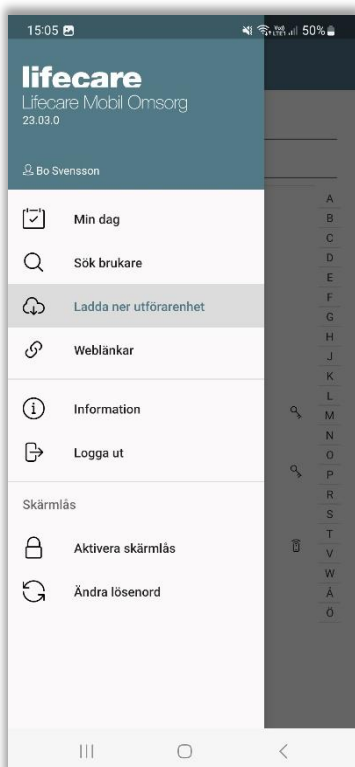 15:05 50%
lifecare
Lifecare Mobil Omsorg
23.03.0
Bo Svensson
Min dag
Sök brukare
Ladda ner utförarenhet
Weblänkar
Information
Logga ut
Skärmlås
Aktivera skärmlås
Ändra lösenord
A
B
C
D
E
F
G
H
J
K
L
M
N
O
P
R
S
T
V
W
Å
Ö